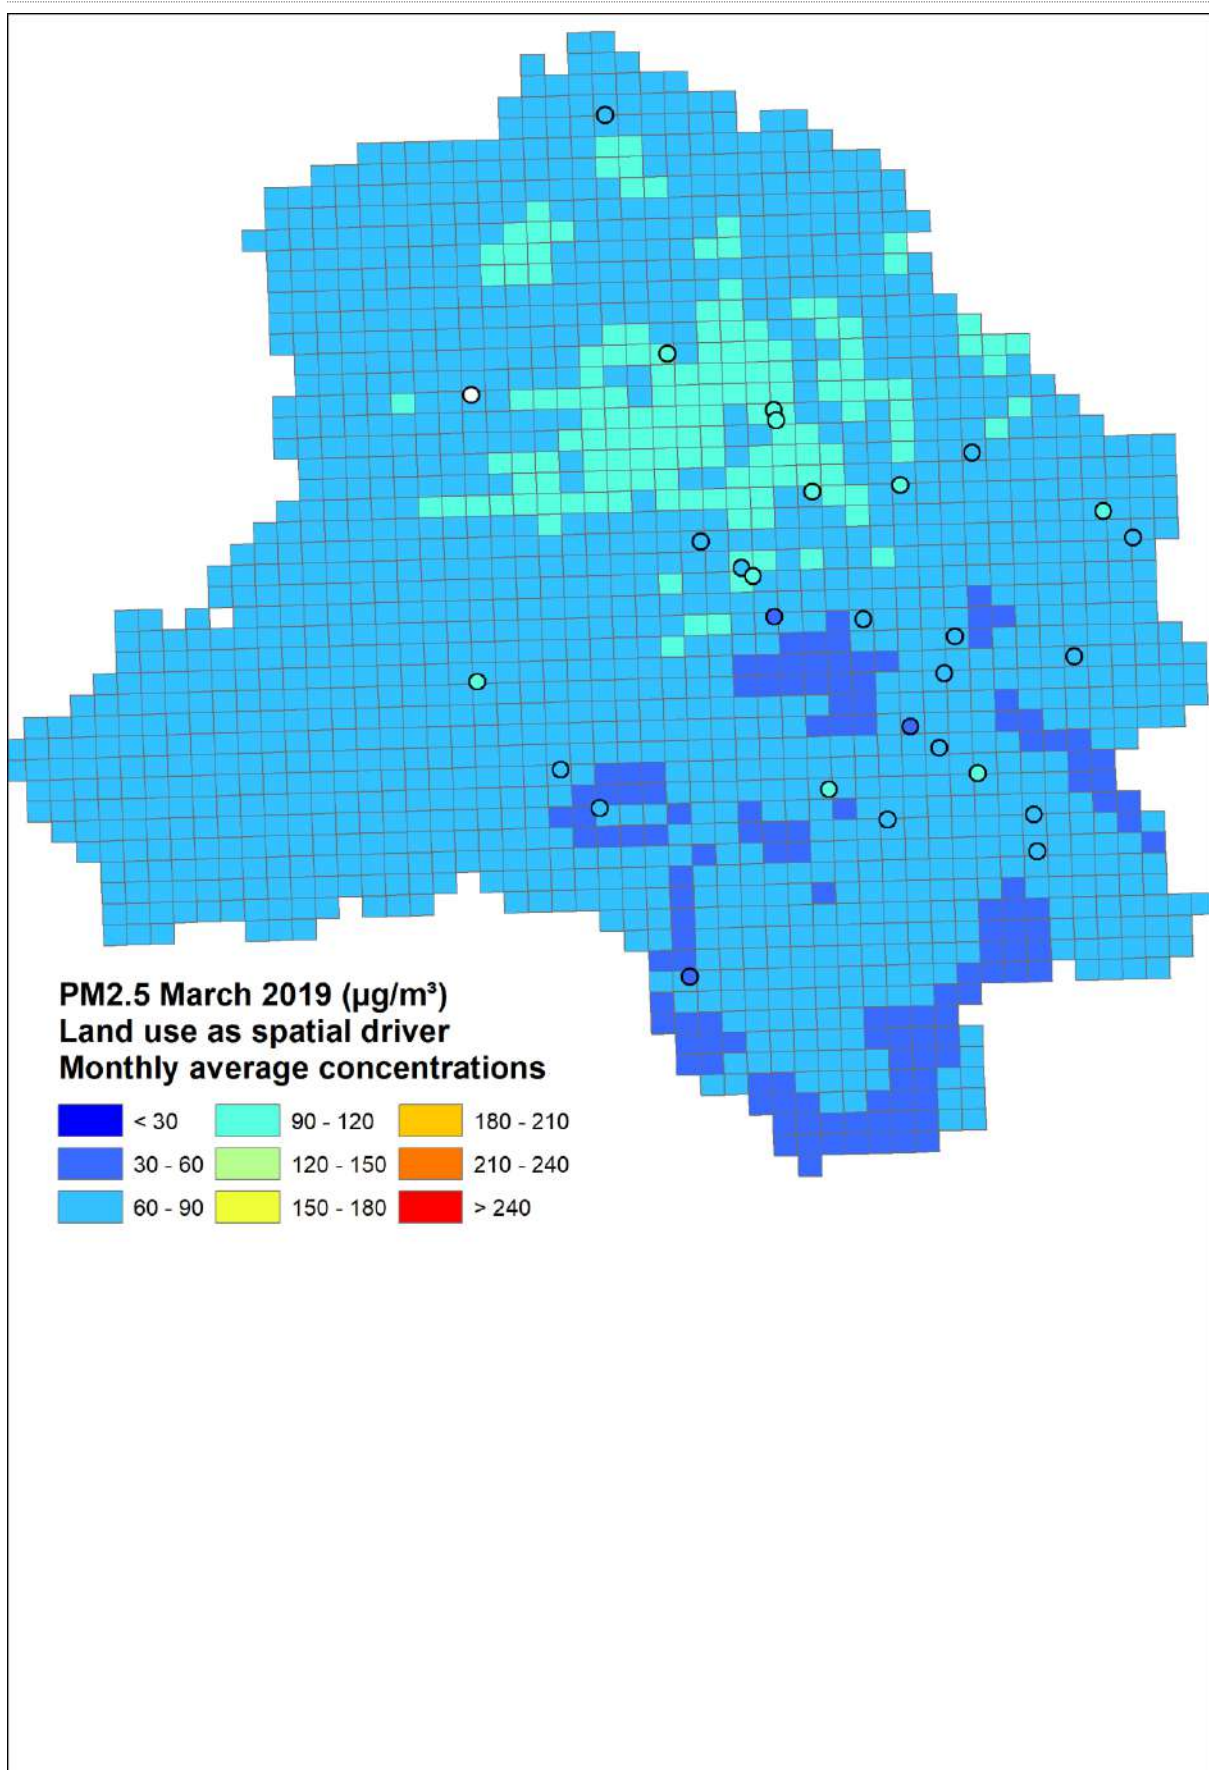 PM2.5 March 2019 (µg/m³)
Land use as spatial driver
Monthly average concentrations
< 30 90 - 120 180 - 210
30 - 60 120 - 150 210 - 240
60 - 90 150 - 180 > 240